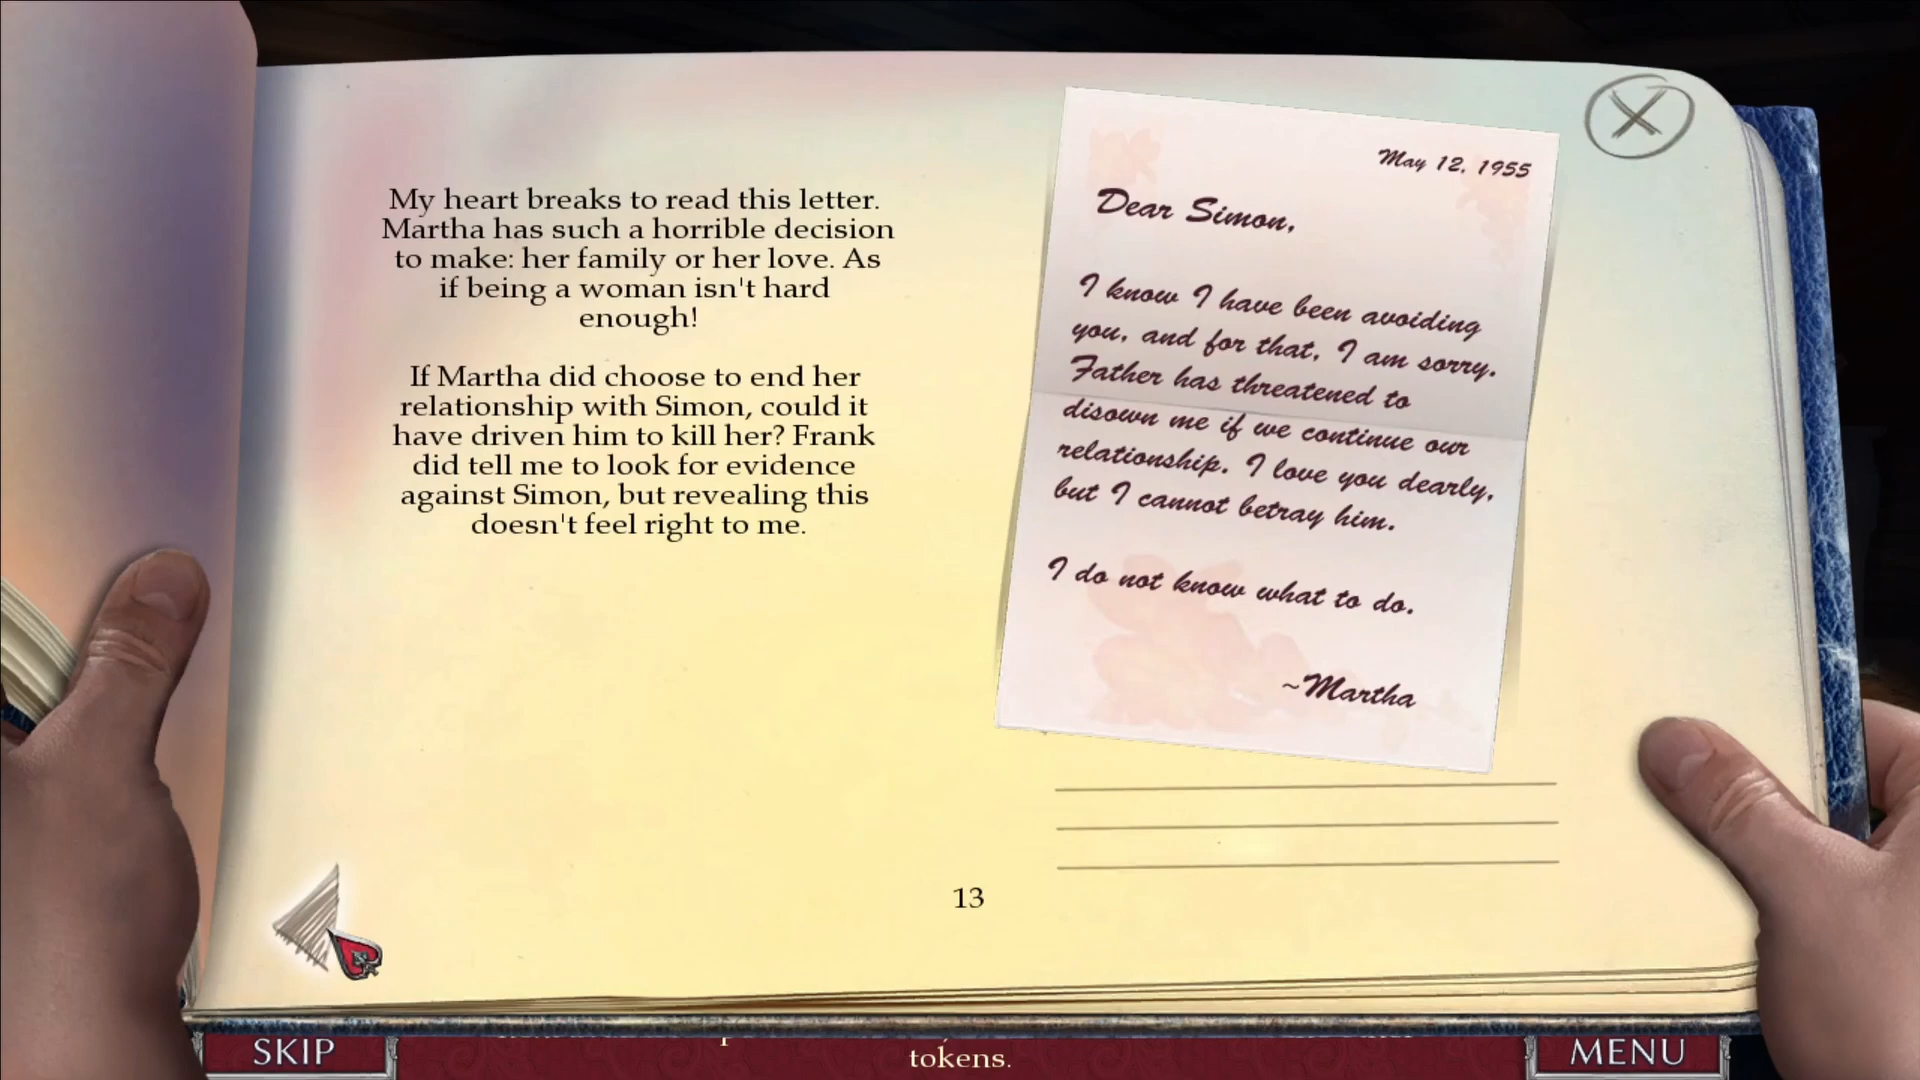 My heart breaks to read this letter.
Martha has such a horrible decision
to make: her family or her love. As
if being a woman isn't hard
enough!
If Martha did choose to end her
relationship with Simon, could it
have driven him to kill her? Frank
did tell me to look for evidence
against Simon, but revealing this
doesn't feel right to me.
May 12, 1955
Dear Simon,
I know I have been avoiding
you, and for that, I am sorry.
Father has threatened to
disown me if we continue our
relationship. I love you dearly,
but I cannot betray him.
I do not know what to do.
~Martha
13
SKIP
tokens.
MENU